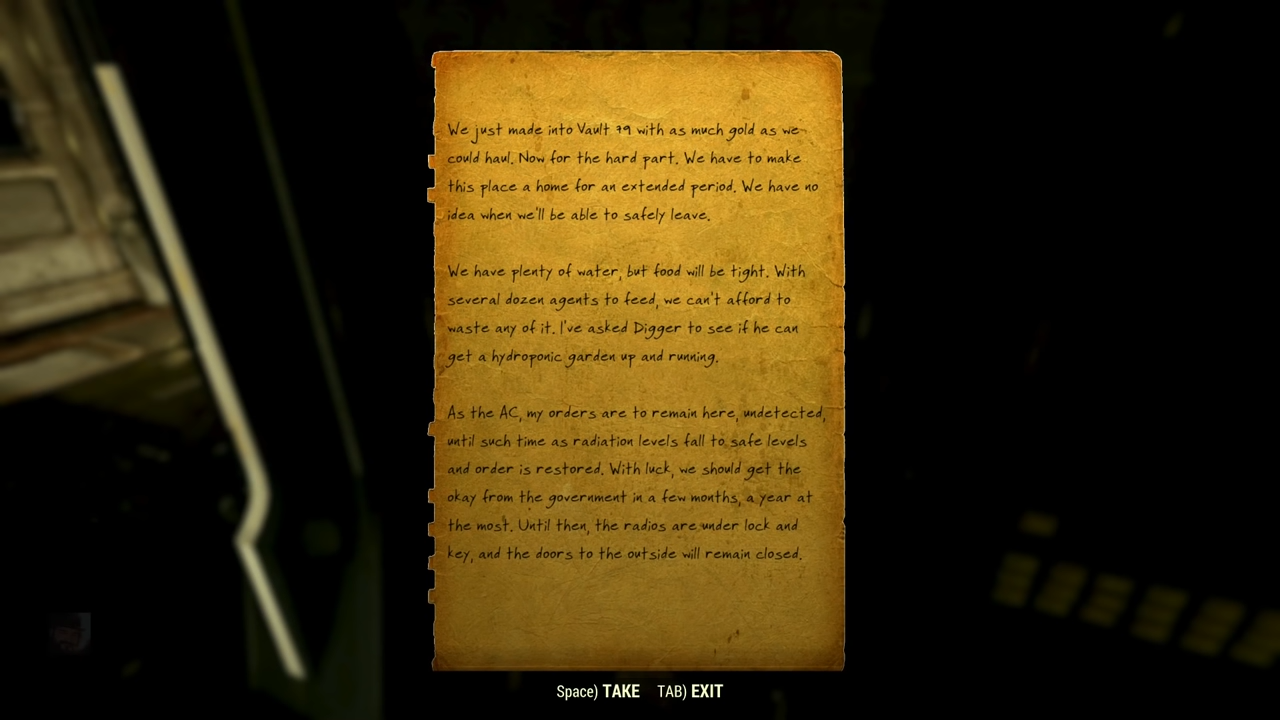 We just made into Vault 79 with as much gold as we
could haul. Now for the hard part. We have to make
this place a home for an extended period. We have no
idea when we'll be able to safely leave.
We have plenty of water, but food will be tight. With
several dozen agents to feed, we can't afford to
waste any of it. I've asked Digger to see if he can
get a hydroponic garden up and running.
As the AC, my orders are to remain here, undetected,
until such time as radiation levels fall to safe levels
and order is restored. With luck, we should get the
okay from the government in a few months, a year at
the most. Until then, the radios are under lock and
key, and the doors to the outside will remain closed.
Space) TAKE TAB) EXIT